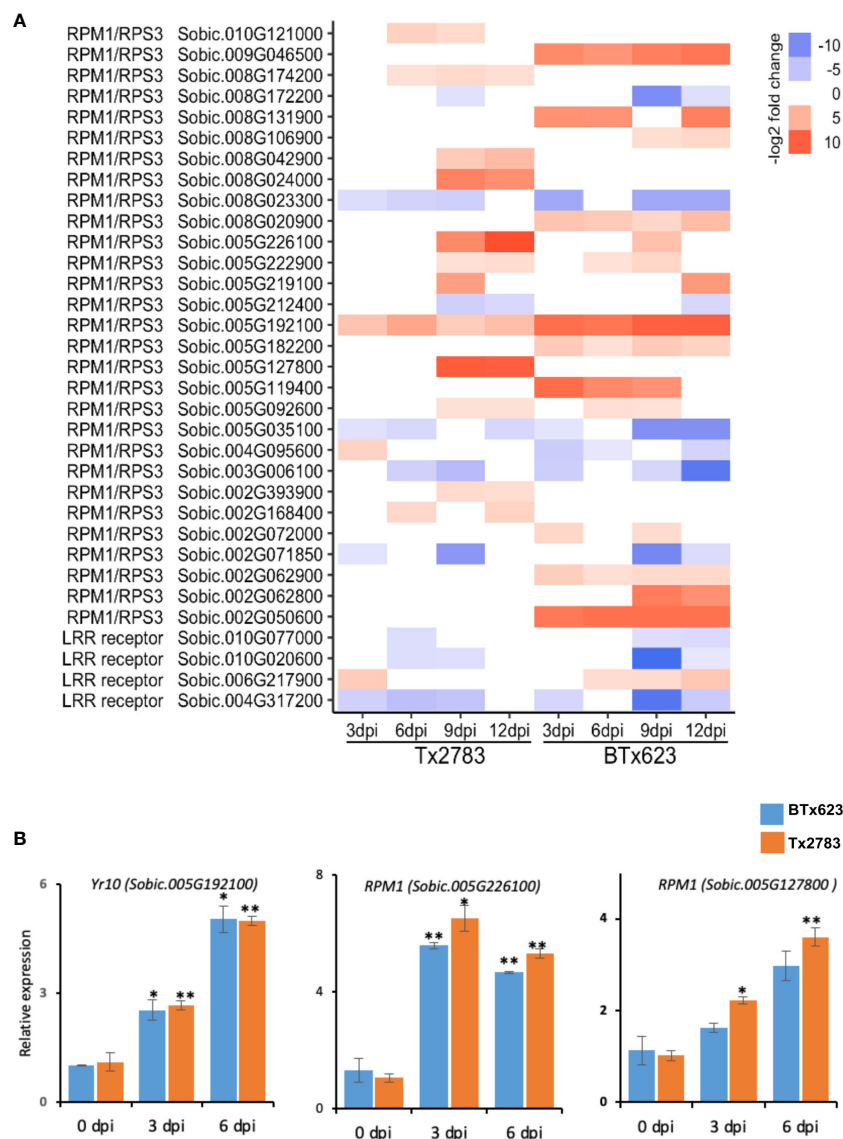 A
RPM1/RPS3 Sobic.010G121000
RPM1/RPS3 Sobic.009G046500
RPM1/RPS3 Sobic.008G174200
RPM1/RPS3 Sobic.008G172200
RPM1/RPS3 Sobic.008G131900
RPM1/RPS3 Sobic.008G106900
RPM1/RPS3 Sobic.008G042900
RPM1/RPS3 Sobic.008G024000
RPM1/RPS3 Sobic.008G023300
RPM1/RPS3 Sobic.008G020900
RPM1/RPS3 Sobic.005G226100
RPM1/RPS3 Sobic.005G222900
RPM1/RPS3 Sobic.005G219100
RPM1/RPS3 Sobic.005G212400
RPM1/RPS3 Sobic.005G192100
RPM1/RPS3 Sobic.005G182200
RPM1/RPS3 Sobic.005G127800
RPM1/RPS3 Sobic.005G119400
RPM1/RPS3 Sobic.005G092600
RPM1/RPS3 Sobic.005G035100
RPM1/RPS3 Sobic.004G095600
RPM1/RPS3 Sobic.003G006100
RPM1/RPS3 Sobic.002G393900
RPM1/RPS3 Sobic.002G168400
RPM1/RPS3 Sobic.002G072000
RPM1/RPS3 Sobic.002G071850
RPM1/RPS3 Sobic.002G062900
RPM1/RPS3 Sobic.002G062800
RPM1/RPS3 Sobic.002G050600
LRR receptor Sobic.010G077000
LRR receptor Sobic.010G020600
LRR receptor Sobic.006G217900
LRR receptor Sobic.004G317200
3dpi 6dpi 9dpi 12dpi 3dpi 6dpi 9dpi 12dpi
Tx2783 BTx623
-log2 fold change
-10
-5
0
5
10
B
BTx623
Tx2783
Relative expression
Yr10 (Sobic.005G192100)
6
3
0
* ** * **
0 dpi 3 dpi 6 dpi
RPM1 (Sobic.005G226100)
8
4
0
** * ** **
0 dpi 3 dpi 6 dpi
RPM1 (Sobic.005G127800 )
4
2
0
* **
0 dpi 3 dpi 6 dpi